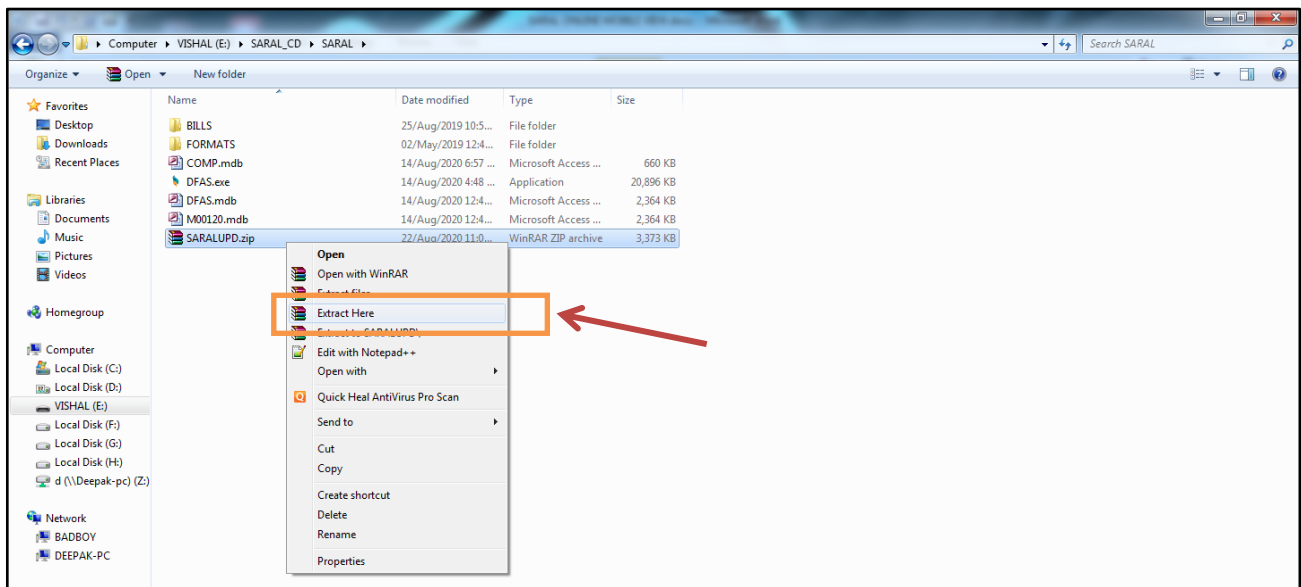 Computer ▸ VISHAL (E:) ▸ SARAL_CD ▸ SARAL ▸
Search SARAL
Organize Open New folder
Favorites
Desktop
Downloads
Recent Places
Libraries
Documents
Music
Pictures
Videos
Homegroup
Computer
Local Disk (C:)
Local Disk (D:)
VISHAL (E:)
Local Disk (F:)
Local Disk (G:)
Local Disk (H:)
d (\\Deepak-pc) (Z:)
Network
BADBOY
DEEPAK-PC
Name Date modified Type Size
BILLS 25/Aug/2019 10:5... File folder
FORMATS 02/May/2019 12:4... File folder
COMP.mdb 14/Aug/2020 6:57 ... Microsoft Access ... 660 KB
DFAS.exe 14/Aug/2020 4:48 ... Application 20,896 KB
DFAS.mdb 14/Aug/2020 12:4... Microsoft Access ... 2,364 KB
M00120.mdb 14/Aug/2020 12:4... Microsoft Access ... 2,364 KB
SARALUPD.zip 22/Aug/2020 11:0... WinRAR ZIP archive 3,373 KB
Open
Open with WinRAR
Extract files
Extract Here
Extract to SARALUPD\
Edit with Notepad++
Open with
Quick Heal AntiVirus Pro Scan
Send to
Cut
Copy
Create shortcut
Delete
Rename
Properties